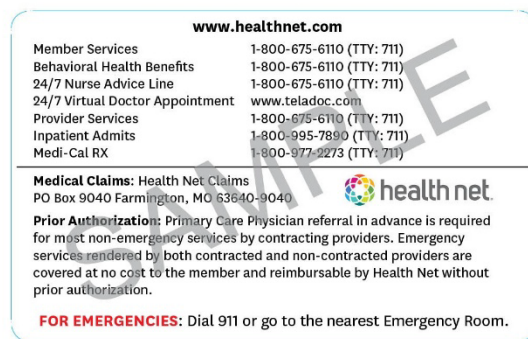 www.healthnet.com
Member Services 1-800-675-6110 (TTY: 711)
Behavioral Health Benefits 1-800-675-6110 (TTY: 711)
24/7 Nurse Advice Line 1-800-675-6110 (TTY: 711)
24/7 Virtual Doctor Appointment www.teladoc.com
Provider Services 1-800-675-6110 (TTY: 711)
Inpatient Admits 1-800-995-7890 (TTY: 711)
Medi-Cal RX 1-800-977-2273 (TTY: 711)
Medical Claims: Health Net Claims
PO Box 9040 Farmington, MO 63640-9040
health net.
Prior Authorization: Primary Care Physician referral in advance is required
for most non-emergency services by contracting providers. Emergency
services rendered by both contracted and non-contracted providers are
covered at no cost to the member and reimbursable by Health Net without
prior authorization.
FOR EMERGENCIES: Dial 911 or go to the nearest Emergency Room.
SAMPLE